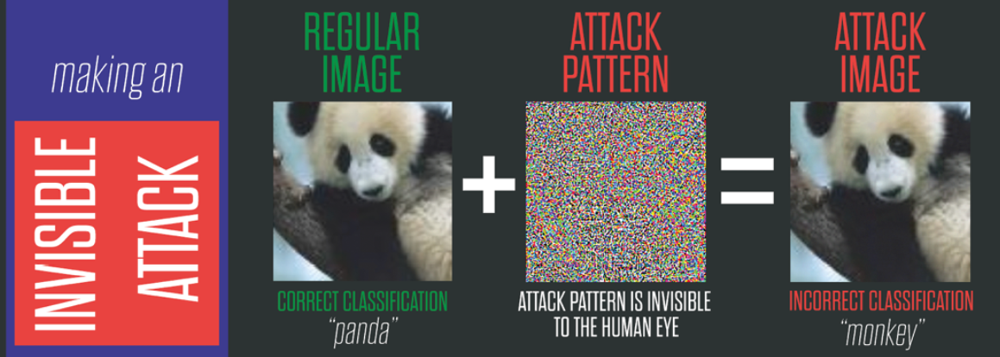 making an
INVISIBLE
ATTACK
REGULAR
IMAGE
CORRECT CLASSIFICATION
"panda"
ATTACK
PATTERN
ATTACK PATTERN IS INVISIBLE
TO THE HUMAN EYE
ATTACK
IMAGE
INCORRECT CLASSIFICATION
"monkey"